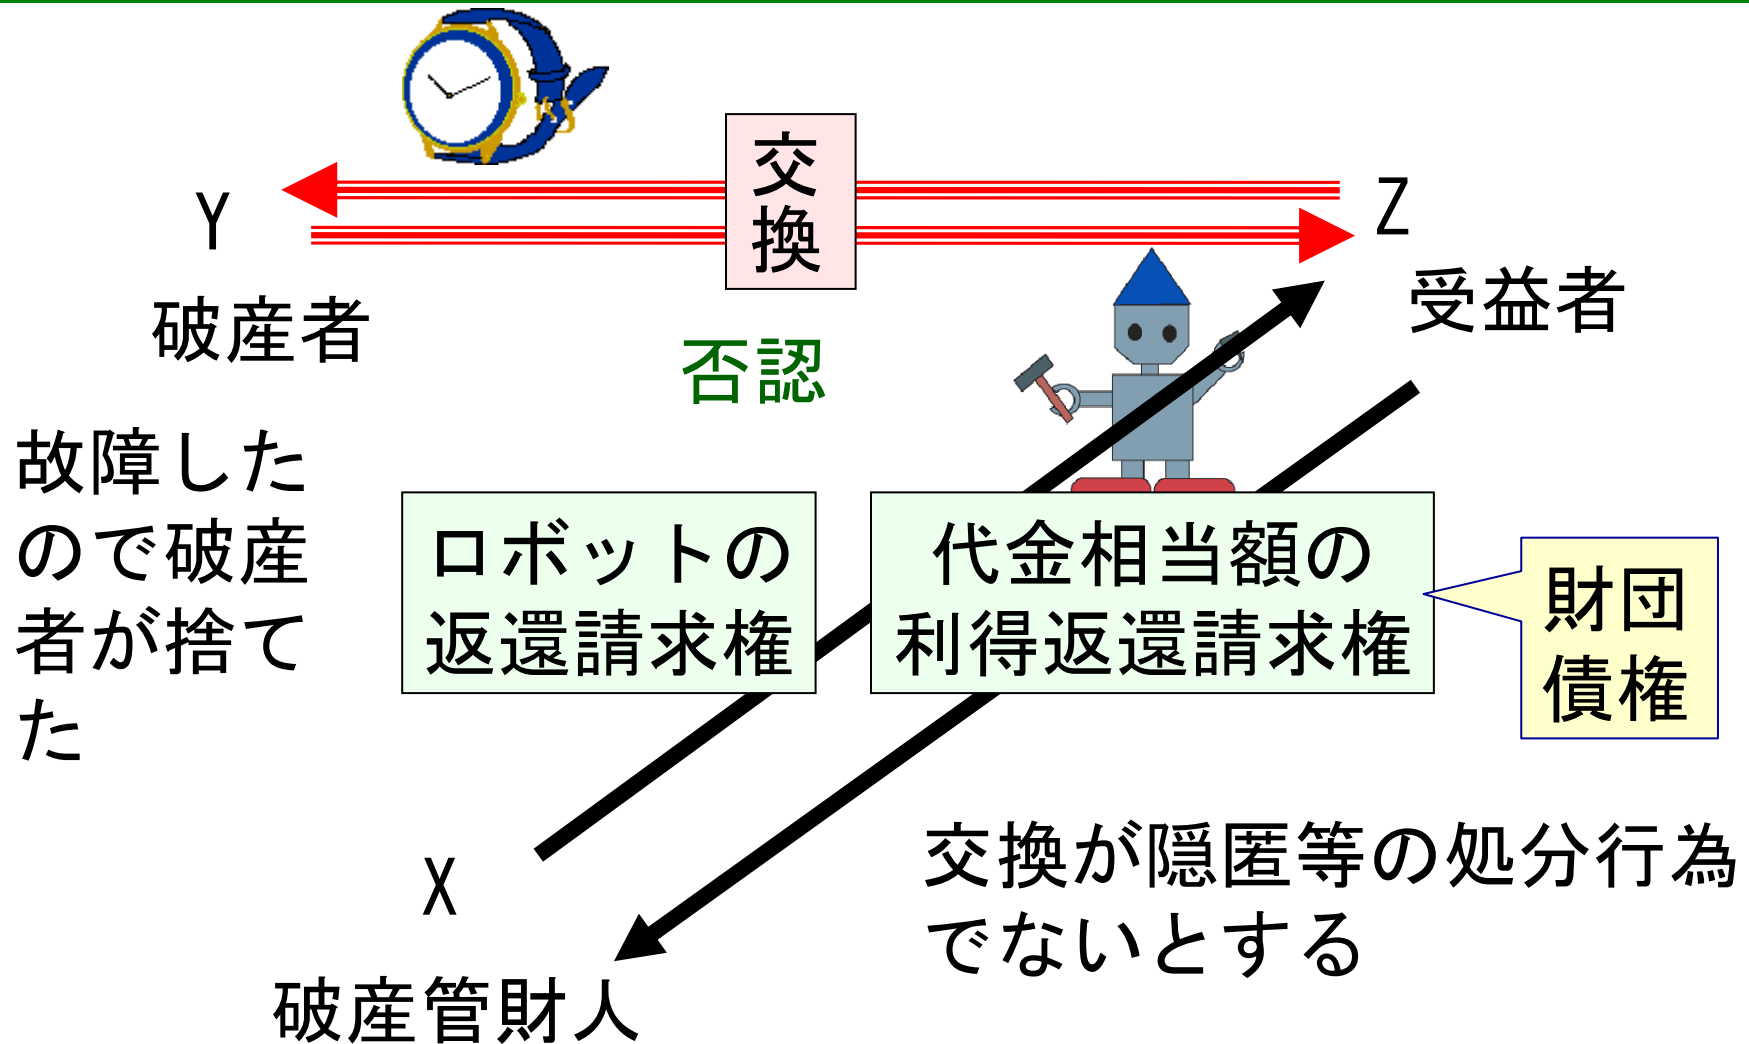 交
換
Y
Z
破産者
受益者
否認
故障した
ので破産
者が捨て
た
ロボットの
返還請求権
代金相当額の
利得返還請求権
財団
債権
X
破産管財人
交換が隠匿等の処分行為
でないとする